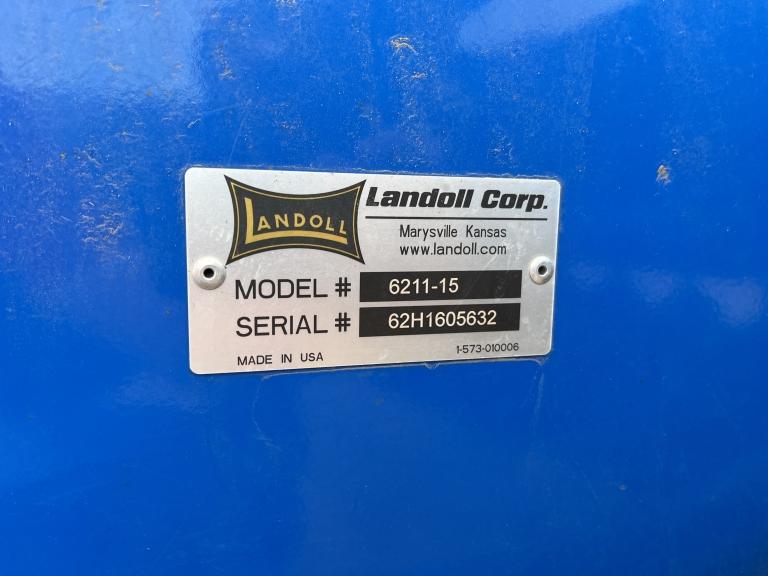 LANDOLL
Landoll Corp.
Marysville Kansas
www.landoll.com
MODEL # 6211-15
SERIAL # 62H1605632
MADE IN USA
1-573-010006